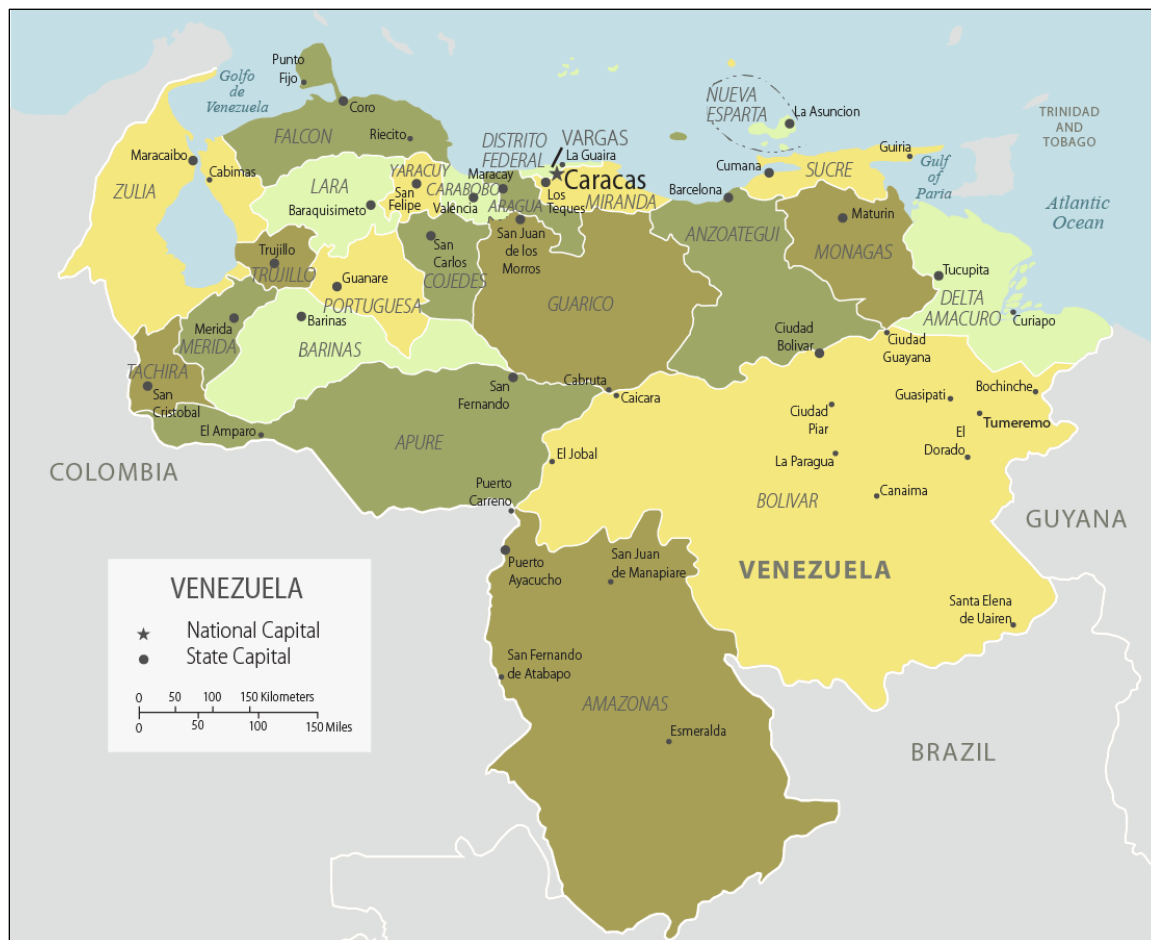 Punto
Fijo
Golfo
de
Venezuela
Coro
FALCON
Riecito
NUEVA
ESPARTA
La Asuncion
TRINIDAD
AND
TOBAGO
DISTRITO
FEDERAL
VARGAS
La Guaira
Caracas
Maracaibo
Cabimas
ZULIA
LARA
Baraquisimeto
YARACUY
San
Felipe
CARABOBO
Valencia
Maracay
ARAGUA
Los
Teques
MIRANDA
Cumana
SUCRE
Guiria
Gulf
of
Paria
Atlantic
Ocean
Barcelona
Maturin
MONAGAS
ANZOATEGUI
San Juan
de los
Morros
San
Carlos
COJEDES
Trujillo
TRUJILLO
Guanare
PORTUGUESA
GUARICO
Tucupita
DELTA
AMACURO
Curiapo
Merida
MERIDA
Barinas
BARINAS
Ciudad
Bolivar
Ciudad
Guayana
TACHIRA
San
Cristobal
San
Fernando
Cabruta
Caicara
Ciudad
Piar
Guasipati
Bochinche
Tumeremo
El
Dorado
El Amparo
APURE
El Jobal
La Paragua
Canaima
BOLIVAR
COLOMBIA
Puerto
Carreno
GUYANA
Puerto
Ayacucho
San Juan
de Manapiare
VENEZUELA
Santa Elena
de Uairen
San Fernando
de Atabapo
AMAZONAS
Esmeralda
BRAZIL
VENEZUELA
National Capital
State Capital
0 50 100 150 Kilometers
0 50 100 150 Miles